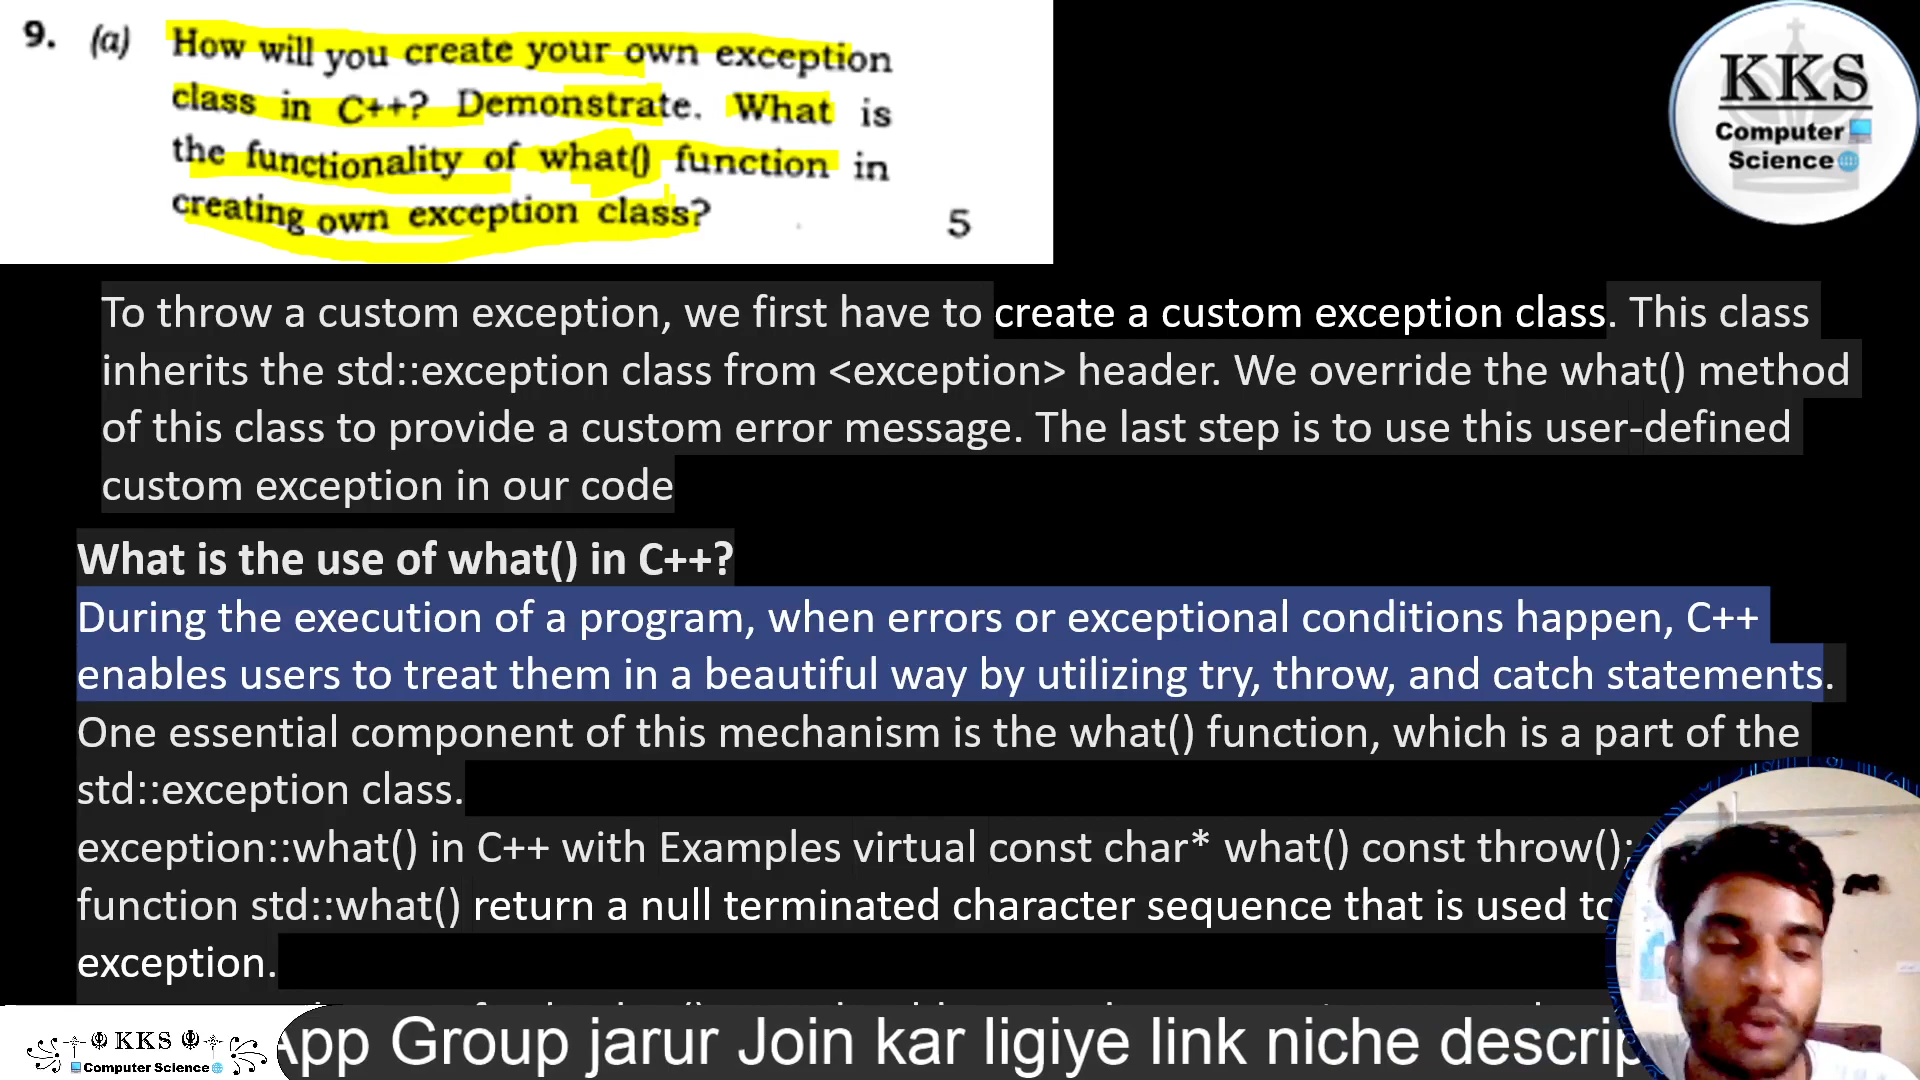 9. (a) How will you create your own exception
class in C++? Demonstrate. What is
the functionality of what() function in
creating own exception class? 5
KKS
Computer
Science
To throw a custom exception, we first have to create a custom exception class. This class
inherits the std::exception class from <exception> header. We override the what() method
of this class to provide a custom error message. The last step is to use this user-defined
custom exception in our code
What is the use of what() in C++?
During the execution of a program, when errors or exceptional conditions happen, C++
enables users to treat them in a beautiful way by utilizing try, throw, and catch statements.
One essential component of this mechanism is the what() function, which is a part of the
std::exception class.
exception::what() in C++ with Examples virtual const char* what() const throw();
function std::what() return a null terminated character sequence that is used to
exception.
KKS
Computer Science
App Group jarur Join kar ligiye link niche descrip